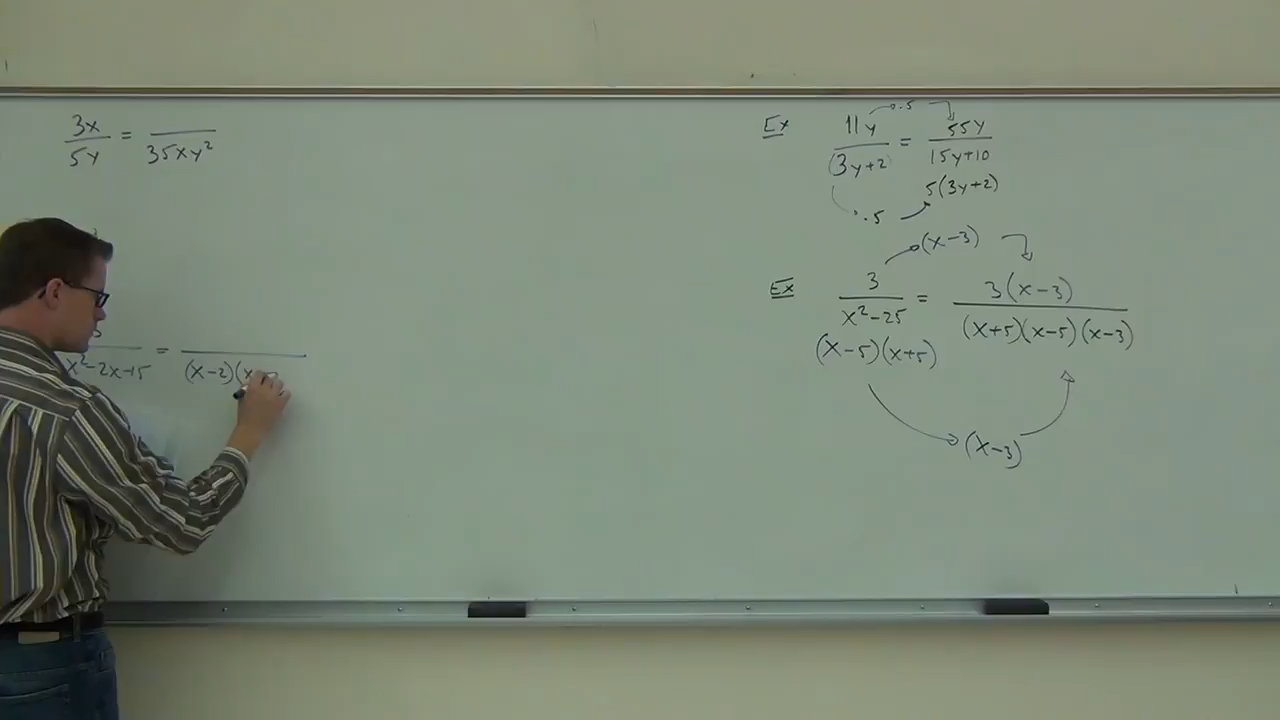 3x = 
5y 35xy²
x²-2x-15 = 
(x-2)(x
Ex 11y = 55y
(3y+2) 15y+10
5(3y+2)
·5
·5
Ex 3 = 3(x-3)
x²-25 (x+5)(x-5)(x-3)
(x-5)(x+5)
(x-3)
(x-3)